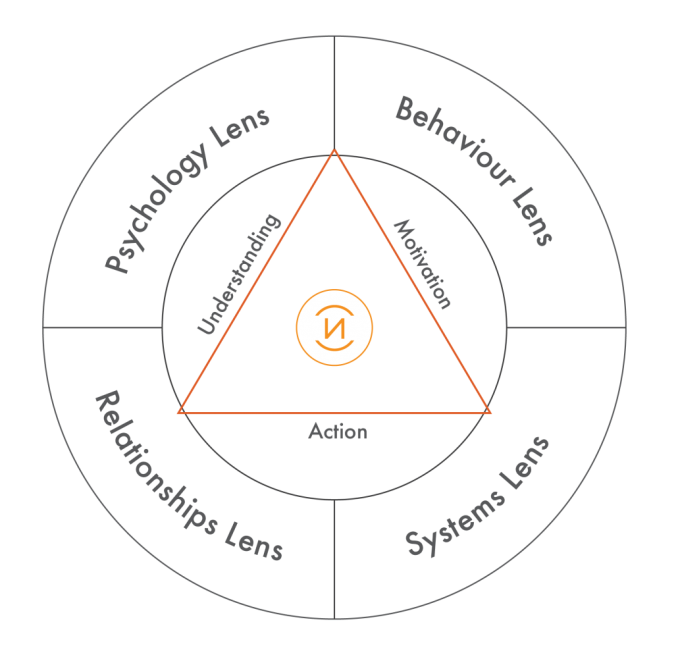 Psychology Lens
Behaviour Lens
Understanding
Motivation
Action
Relationships Lens
Systems Lens